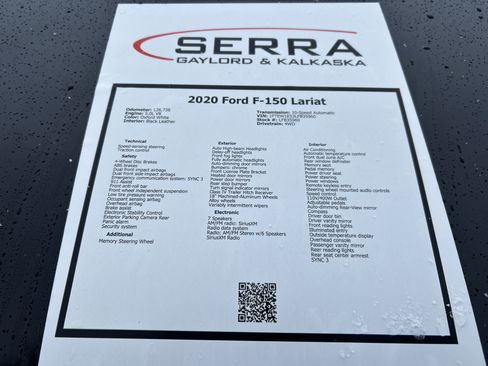 SERRA
GAYLORD & KALKASKA
2020 Ford F-150 Lariat
Odometer: 126,738
Engine: 5.0L V8
Color: Oxford White
Interior: Black Leather
Transmission: 10-Speed Automatic
VIN: 1FTEW1E53LFB35960
Stock #: LFB35960
Drivetrain: 4WD
Technical
Speed-sensing steering
Traction control
Safety
4-Wheel Disc Brakes
ABS brakes
Dual front impact airbags
Dual front side impact airbags
Emergency communication system: SYNC 3
911 Assist
Front anti-roll bar
Front wheel independent suspension
Low tire pressure warning
Occupant sensing airbag
Overhead airbag
Brake assist
Electronic Stability Control
Exterior Parking Camera Rear
Panic alarm
Security system
Additional
Memory Steering Wheel
Exterior
Auto High-beam Headlights
Delay-off headlights
Front fog lights
Fully automatic headlights
Auto-dimming door mirrors
Bumpers: chrome
Front License Plate Bracket
Heated door mirrors
Power door mirrors
Rear step bumper
Turn signal indicator mirrors
Class IV Trailer Hitch Receiver
18" Machined-Aluminum Wheels
Alloy wheels
Variably intermittent wipers
Electronic
7 Speakers
AM/FM radio: SiriusXM
Radio data system
Radio: AM/FM Stereo w/6 Speakers
SiriusXM Radio
Interior
Air Conditioning
Automatic temperature control
Front dual zone A/C
Rear window defroster
Memory seat
Pedal memory
Power driver seat
Power steering
Power windows
Remote keyless entry
Steering wheel mounted audio controls
Speed control
110V/400W Outlet
Adjustable pedals
Auto-dimming Rear-View mirror
Compass
Driver door bin
Driver vanity mirror
Front reading lights
Illuminated entry
Outside temperature display
Overhead console
Passenger vanity mirror
Rear reading lights
Rear seat center armrest
SYNC 3